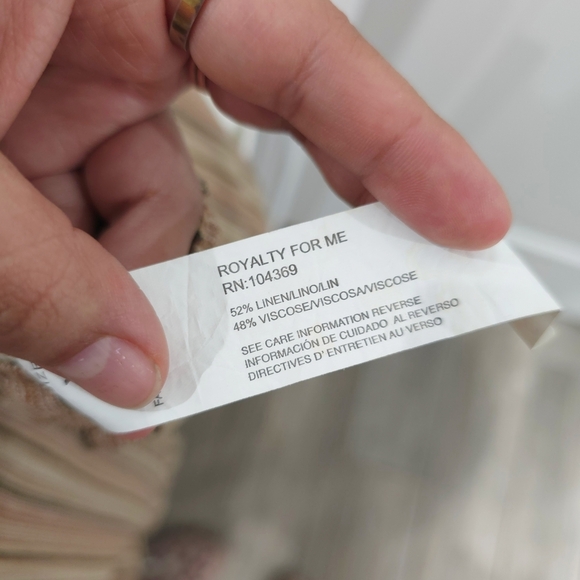 ROYALTY FOR ME
RN:104369
52% LINEN/LINO/LIN
48% VISCOSE/VISCOSA/VISCOSE
SEE CARE INFORMATION REVERSE
INFORMACIÓN DE CUIDADO AL REVERSO
DIRECTIVES D' ENTRETIEN AU VERSO